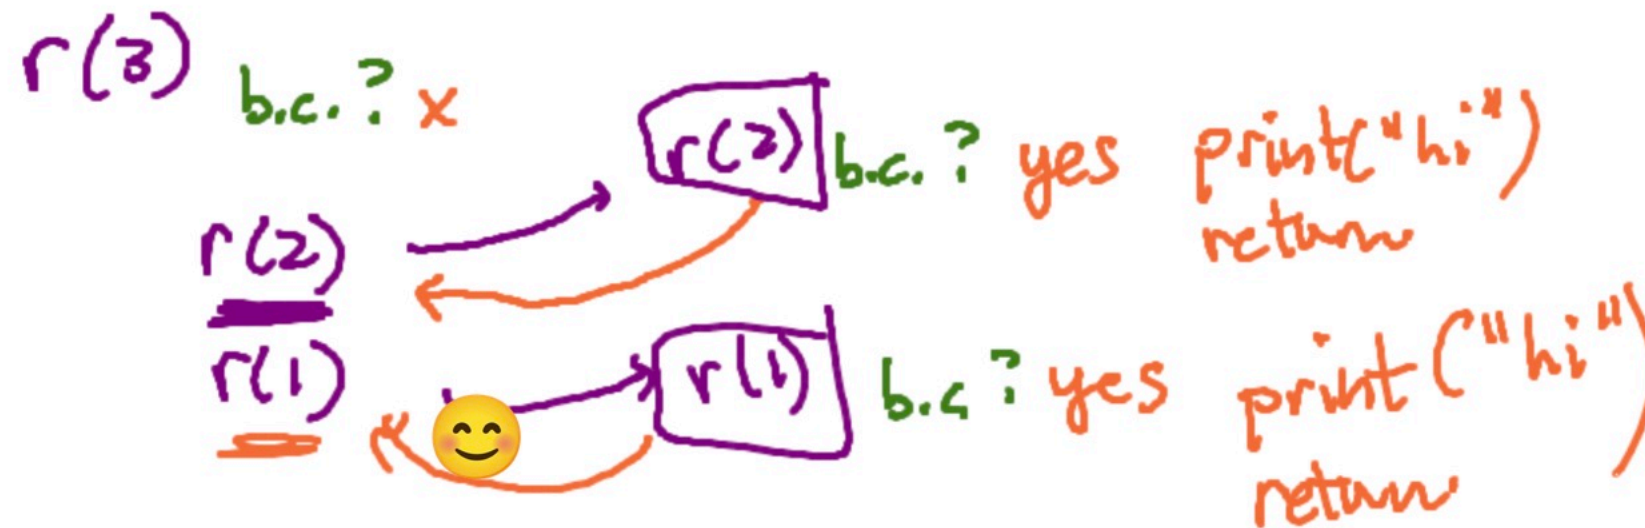 r(3) b.c. ? x
r(2) b.c. ? yes print("hi")
return
r(2)
r(1) r(1) b.c ? yes print("hi")
return